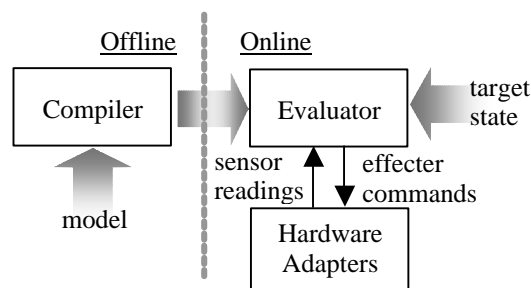 Offline
Online
Compiler
Evaluator
target
state
model
sensor
readings
effecter
commands
Hardware
Adapters